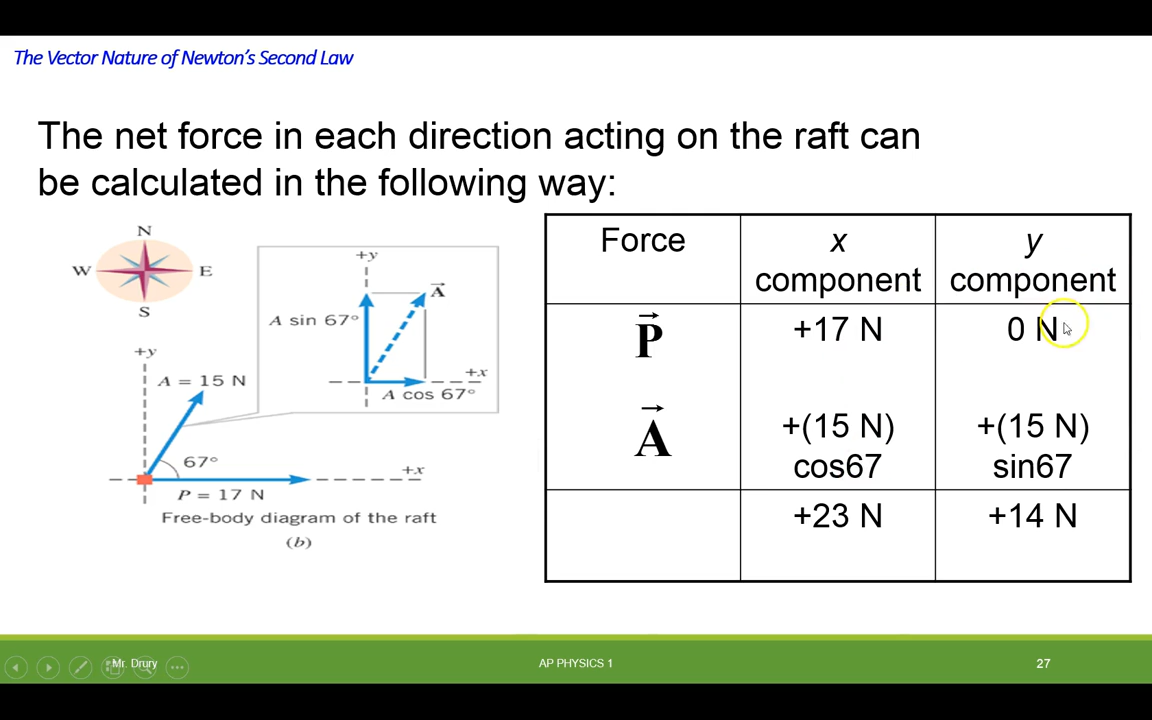 The Vector Nature of Newton's Second Law
The net force in each direction acting on the raft can
be calculated in the following way:
N
W
E
S
+y
A = 15 N
67°
+x
P = 17 N
Free-body diagram of the raft
(b)
+y
A
A sin 67°
+x
A cos 67°
Force
x
component
y
component
P
+17 N
0 N
A
+(15 N)
cos67
+(15 N)
sin67
+23 N
+14 N
Mr. Drury
AP PHYSICS 1
27